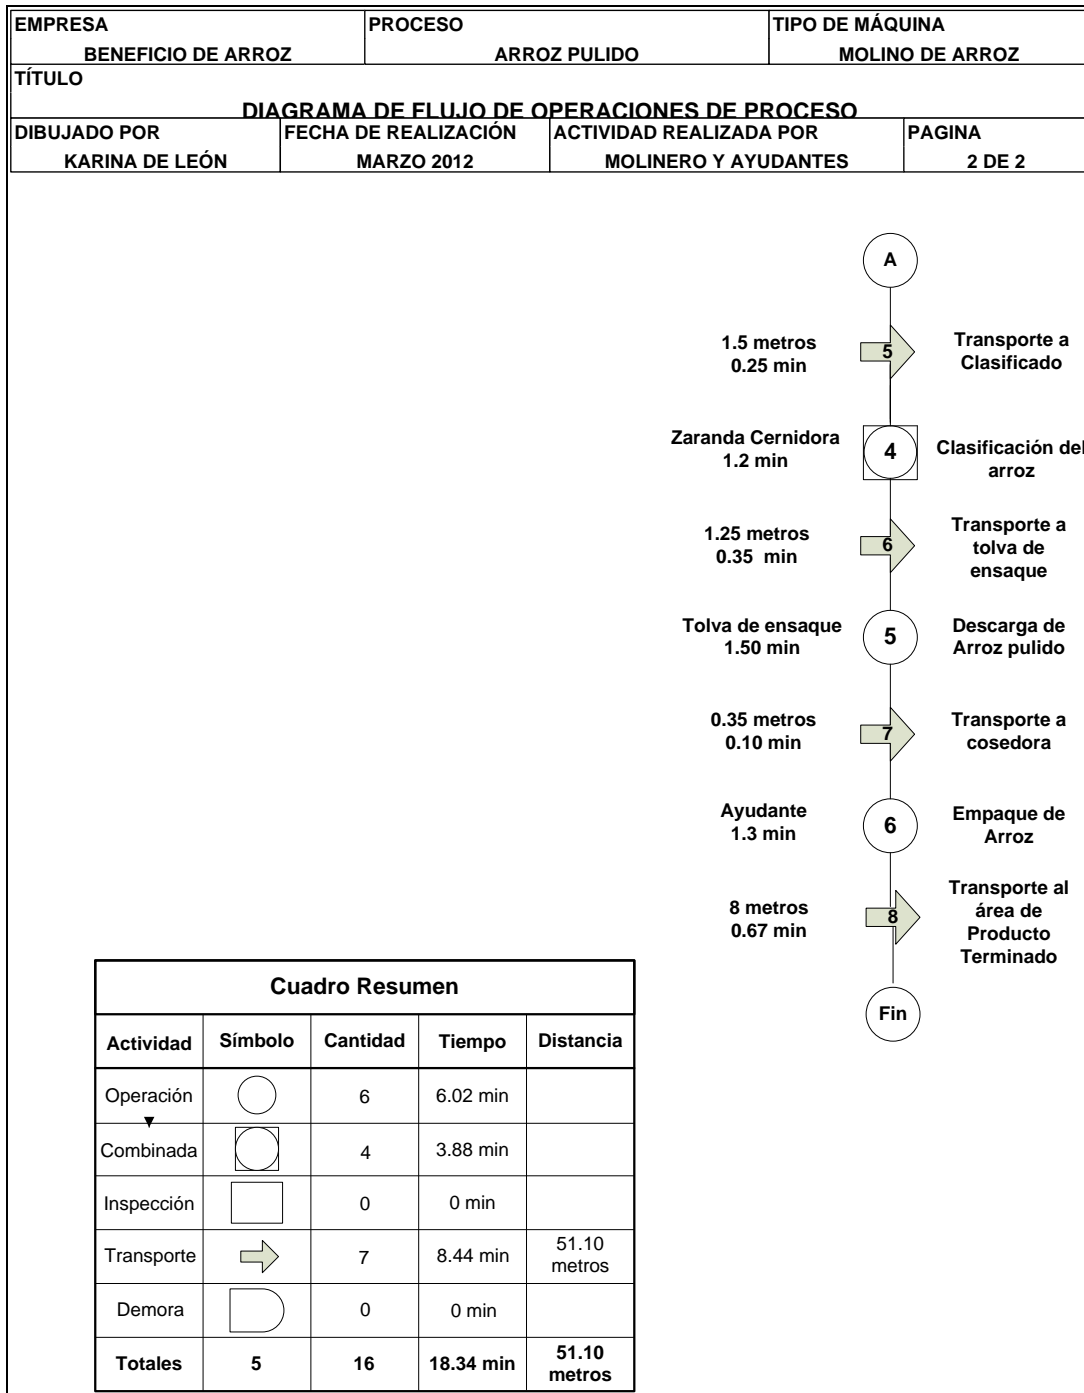 EMPRESA
BENEFICIO DE ARROZ
PROCESO
ARROZ PULIDO
TIPO DE MÁQUINA
MOLINO DE ARROZ
TÍTULO
DIAGRAMA DE FLUJO DE OPERACIONES DE PROCESO
DIBUJADO POR
KARINA DE LEÓN
FECHA DE REALIZACIÓN
MARZO 2012
ACTIVIDAD REALIZADA POR
MOLINERO Y AYUDANTES
PAGINA
2 DE 2
A
1.5 metros
0.25 min
5
Transporte a
Clasificado
Zaranda Cernidora
1.2 min
4
Clasificación del
arroz
1.25 metros
0.35 min
6
Transporte a
tolva de
ensaque
Tolva de ensaque
1.50 min
5
Descarga de
Arroz pulido
0.35 metros
0.10 min
7
Transporte a
cosedora
Ayudante
1.3 min
6
Empaque de
Arroz
8 metros
0.67 min
8
Transporte al
área de
Producto
Terminado
Fin
Cuadro Resumen
Actividad Símbolo Cantidad Tiempo Distancia
Operación 6 6.02 min
Combinada 4 3.88 min
Inspección 0 0 min
Transporte 7 8.44 min 51.10
metros
Demora 0 0 min
Totales 5 16 18.34 min 51.10
metros